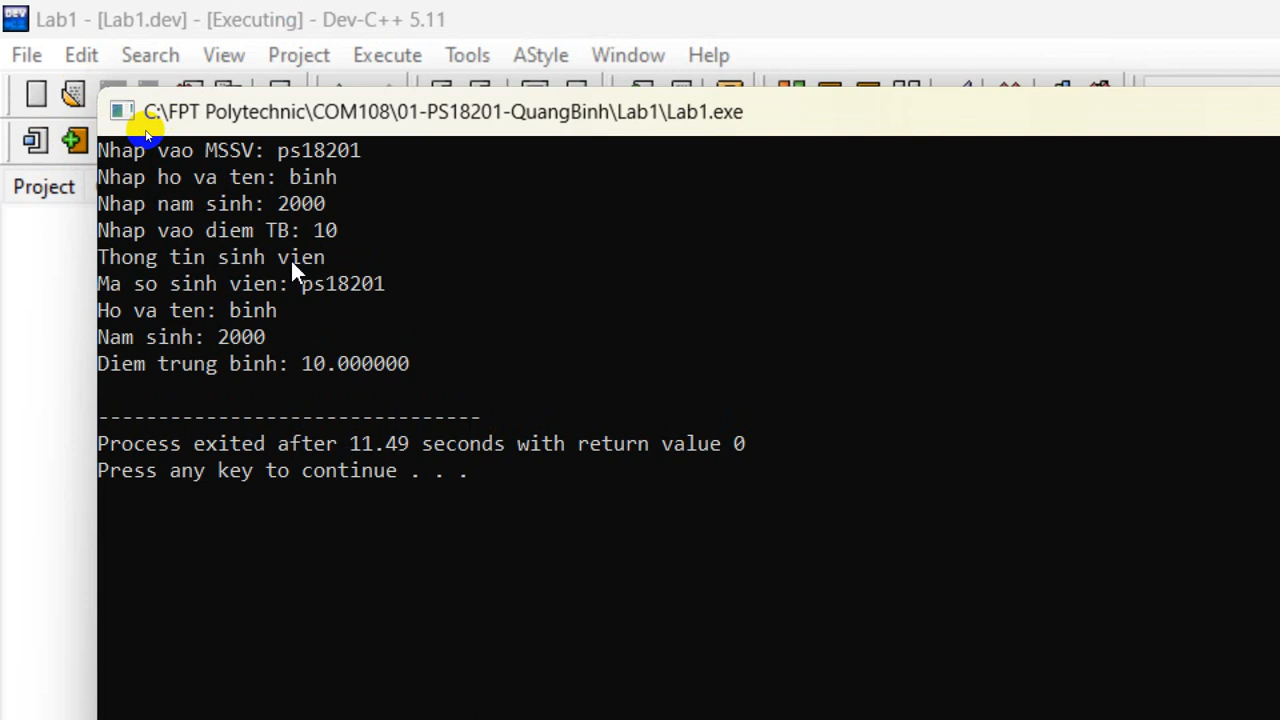 Lab1 - [Lab1.dev] - [Executing] - Dev-C++ 5.11
File Edit Search View Project Execute Tools AStyle Window Help
C:\FPT Polytechnic\COM108\01-PS18201-QuangBinh\Lab1\Lab1.exe
Project
Nhap vao MSSV: ps18201
Nhap ho va ten: binh
Nhap nam sinh: 2000
Nhap vao diem TB: 10
Thong tin sinh vien
Ma so sinh vien: ps18201
Ho va ten: binh
Nam sinh: 2000
Diem trung binh: 10.000000
--------------------------------
Process exited after 11.49 seconds with return value 0
Press any key to continue . . .